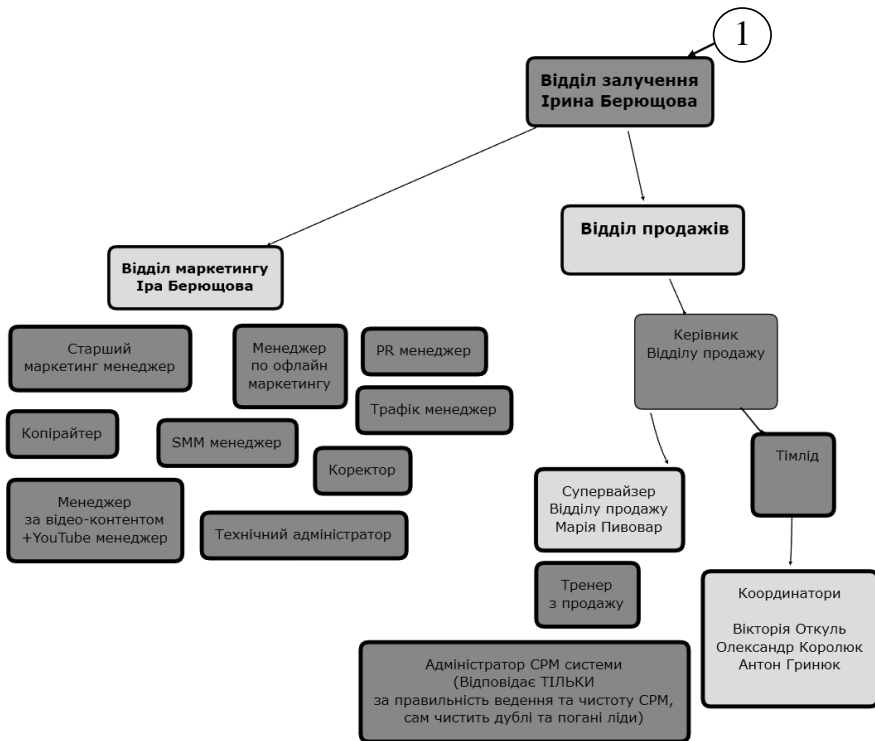 1
Відділ залучення
Ірина Берющова
Відділ продажів
Відділ маркетингу
Іра Берющова
Старший
маркетинг менеджер
Менеджер
по офлайн
маркетингу
PR менеджер
Трафік менеджер
Копірайтер
SMM менеджер
Коректор
Менеджер
за відео-контентом
+YouTube менеджер
Технічний адміністратор
Керівник
Відділу продажу
Тімлід
Супервайзер
Відділу продажу
Марія Пивовар
Тренер
з продажу
Координатори
Вікторія Откуль
Олександр Королюк
Антон Гринюк
Адміністратор СРМ системи
(Відповідає ТІЛЬКИ
за правильність ведення та чистоту СРМ,
сам чистить дублі та погані ліди)